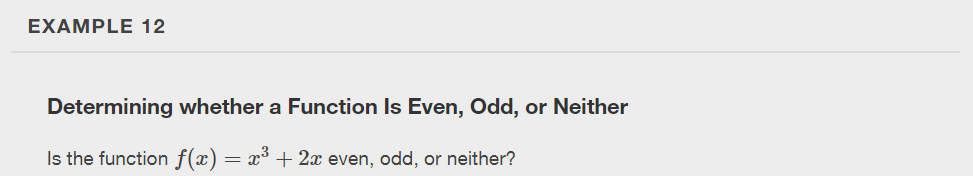 EXAMPLE 12
Determining whether a Function Is Even, Odd, or Neither
Is the function f(x) = x³ + 2x even, odd, or neither?